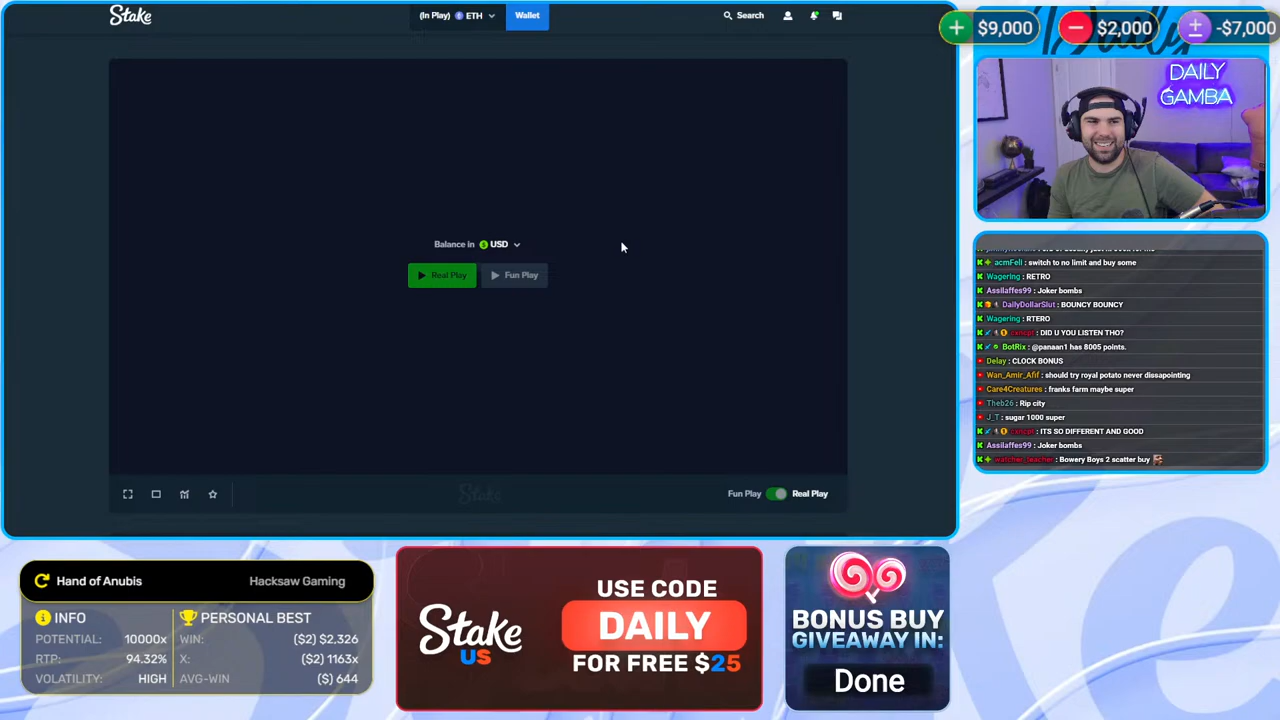 Stake
(In Play) ETH
Wallet
Search
$9,000
$2,000
-$7,000
Daily
DAILY
GAMBA
Balance in USD
Real Play
Fun Play
acmFell : switch to no limit and buy some
Wagering : RETRO
Assilaffes99 : Joker bombs
DailyDollarSlut : BOUNCY BOUNCY
Wagering : RTERO
: DID U YOU LISTEN THO?
BotRix : @panaan1 has 8005 points.
Delay : CLOCK BONUS
Wan_Amir_Afif : should try royal potato never dissapointing
Care4Creatures : franks farm maybe super
Theb26 : Rip city
J_T : sugar 1000 super
: ITS SO DIFFERENT AND GOOD
Assilaffes99 : Joker bombs
watcher_teacher : Bowery Boys 2 scatter buy
Stake
Fun Play
Real Play
Hand of Anubis
Hacksaw Gaming
INFO
PERSONAL BEST
POTENTIAL: 10000x
WIN: ($2) $2,326
RTP: 94.32%
X: ($2) 1163x
VOLATILITY: HIGH
AVG-WIN ($) 644
Stake
US
USE CODE
DAILY
FOR FREE $25
BONUS BUY
GIVEAWAY IN:
Done